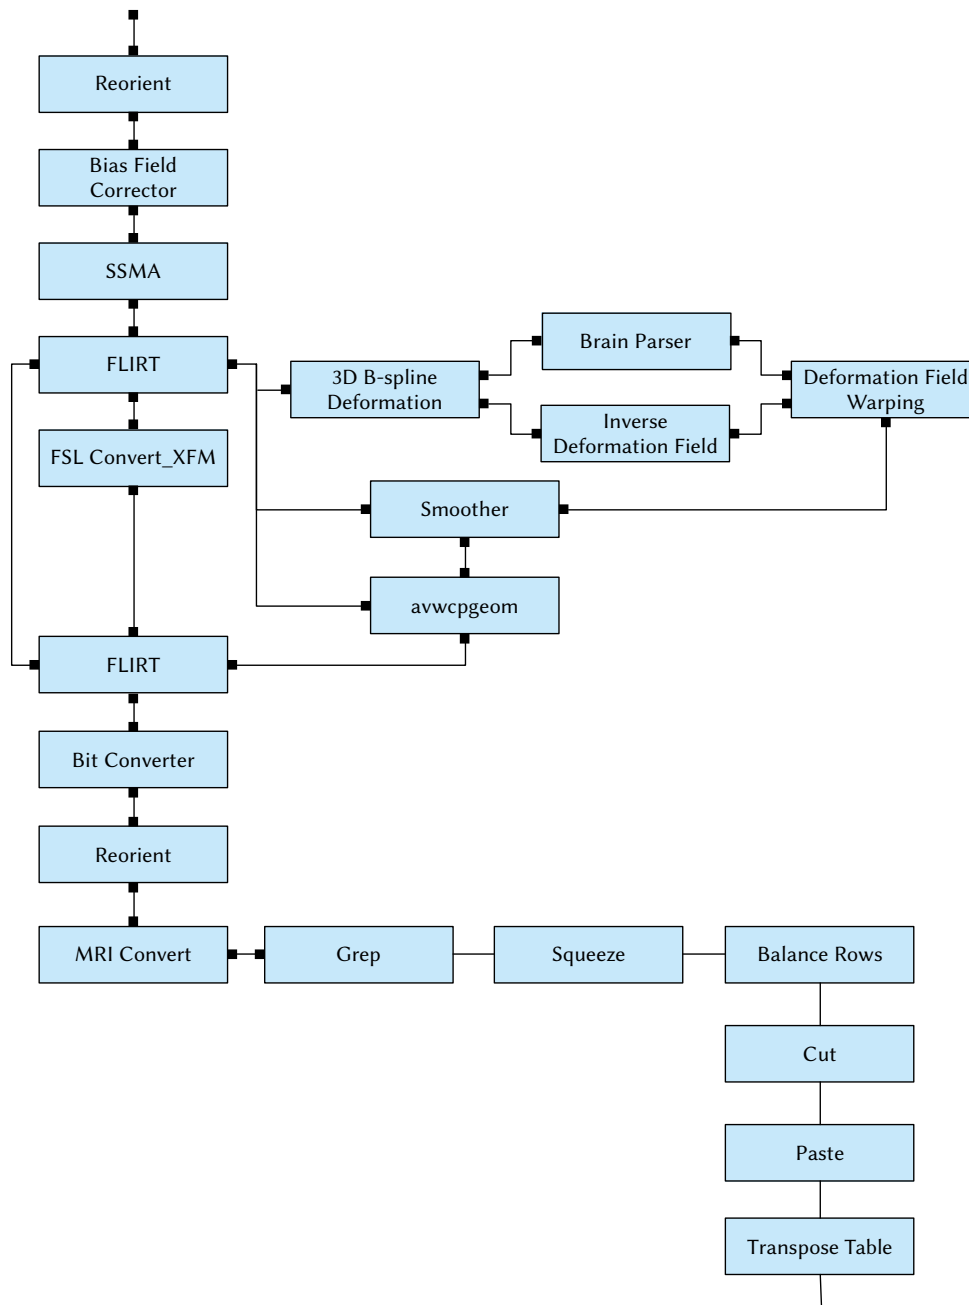 Reorient
Bias Field
Corrector
SSMA
FLIRT
3D B-spline
Deformation
Brain Parser
Inverse
Deformation Field
Deformation Field
Warping
FSL Convert_XFM
Smoother
avwcpgeom
FLIRT
Bit Converter
Reorient
MRI Convert
Grep
Squeeze
Balance Rows
Cut
Paste
Transpose Table